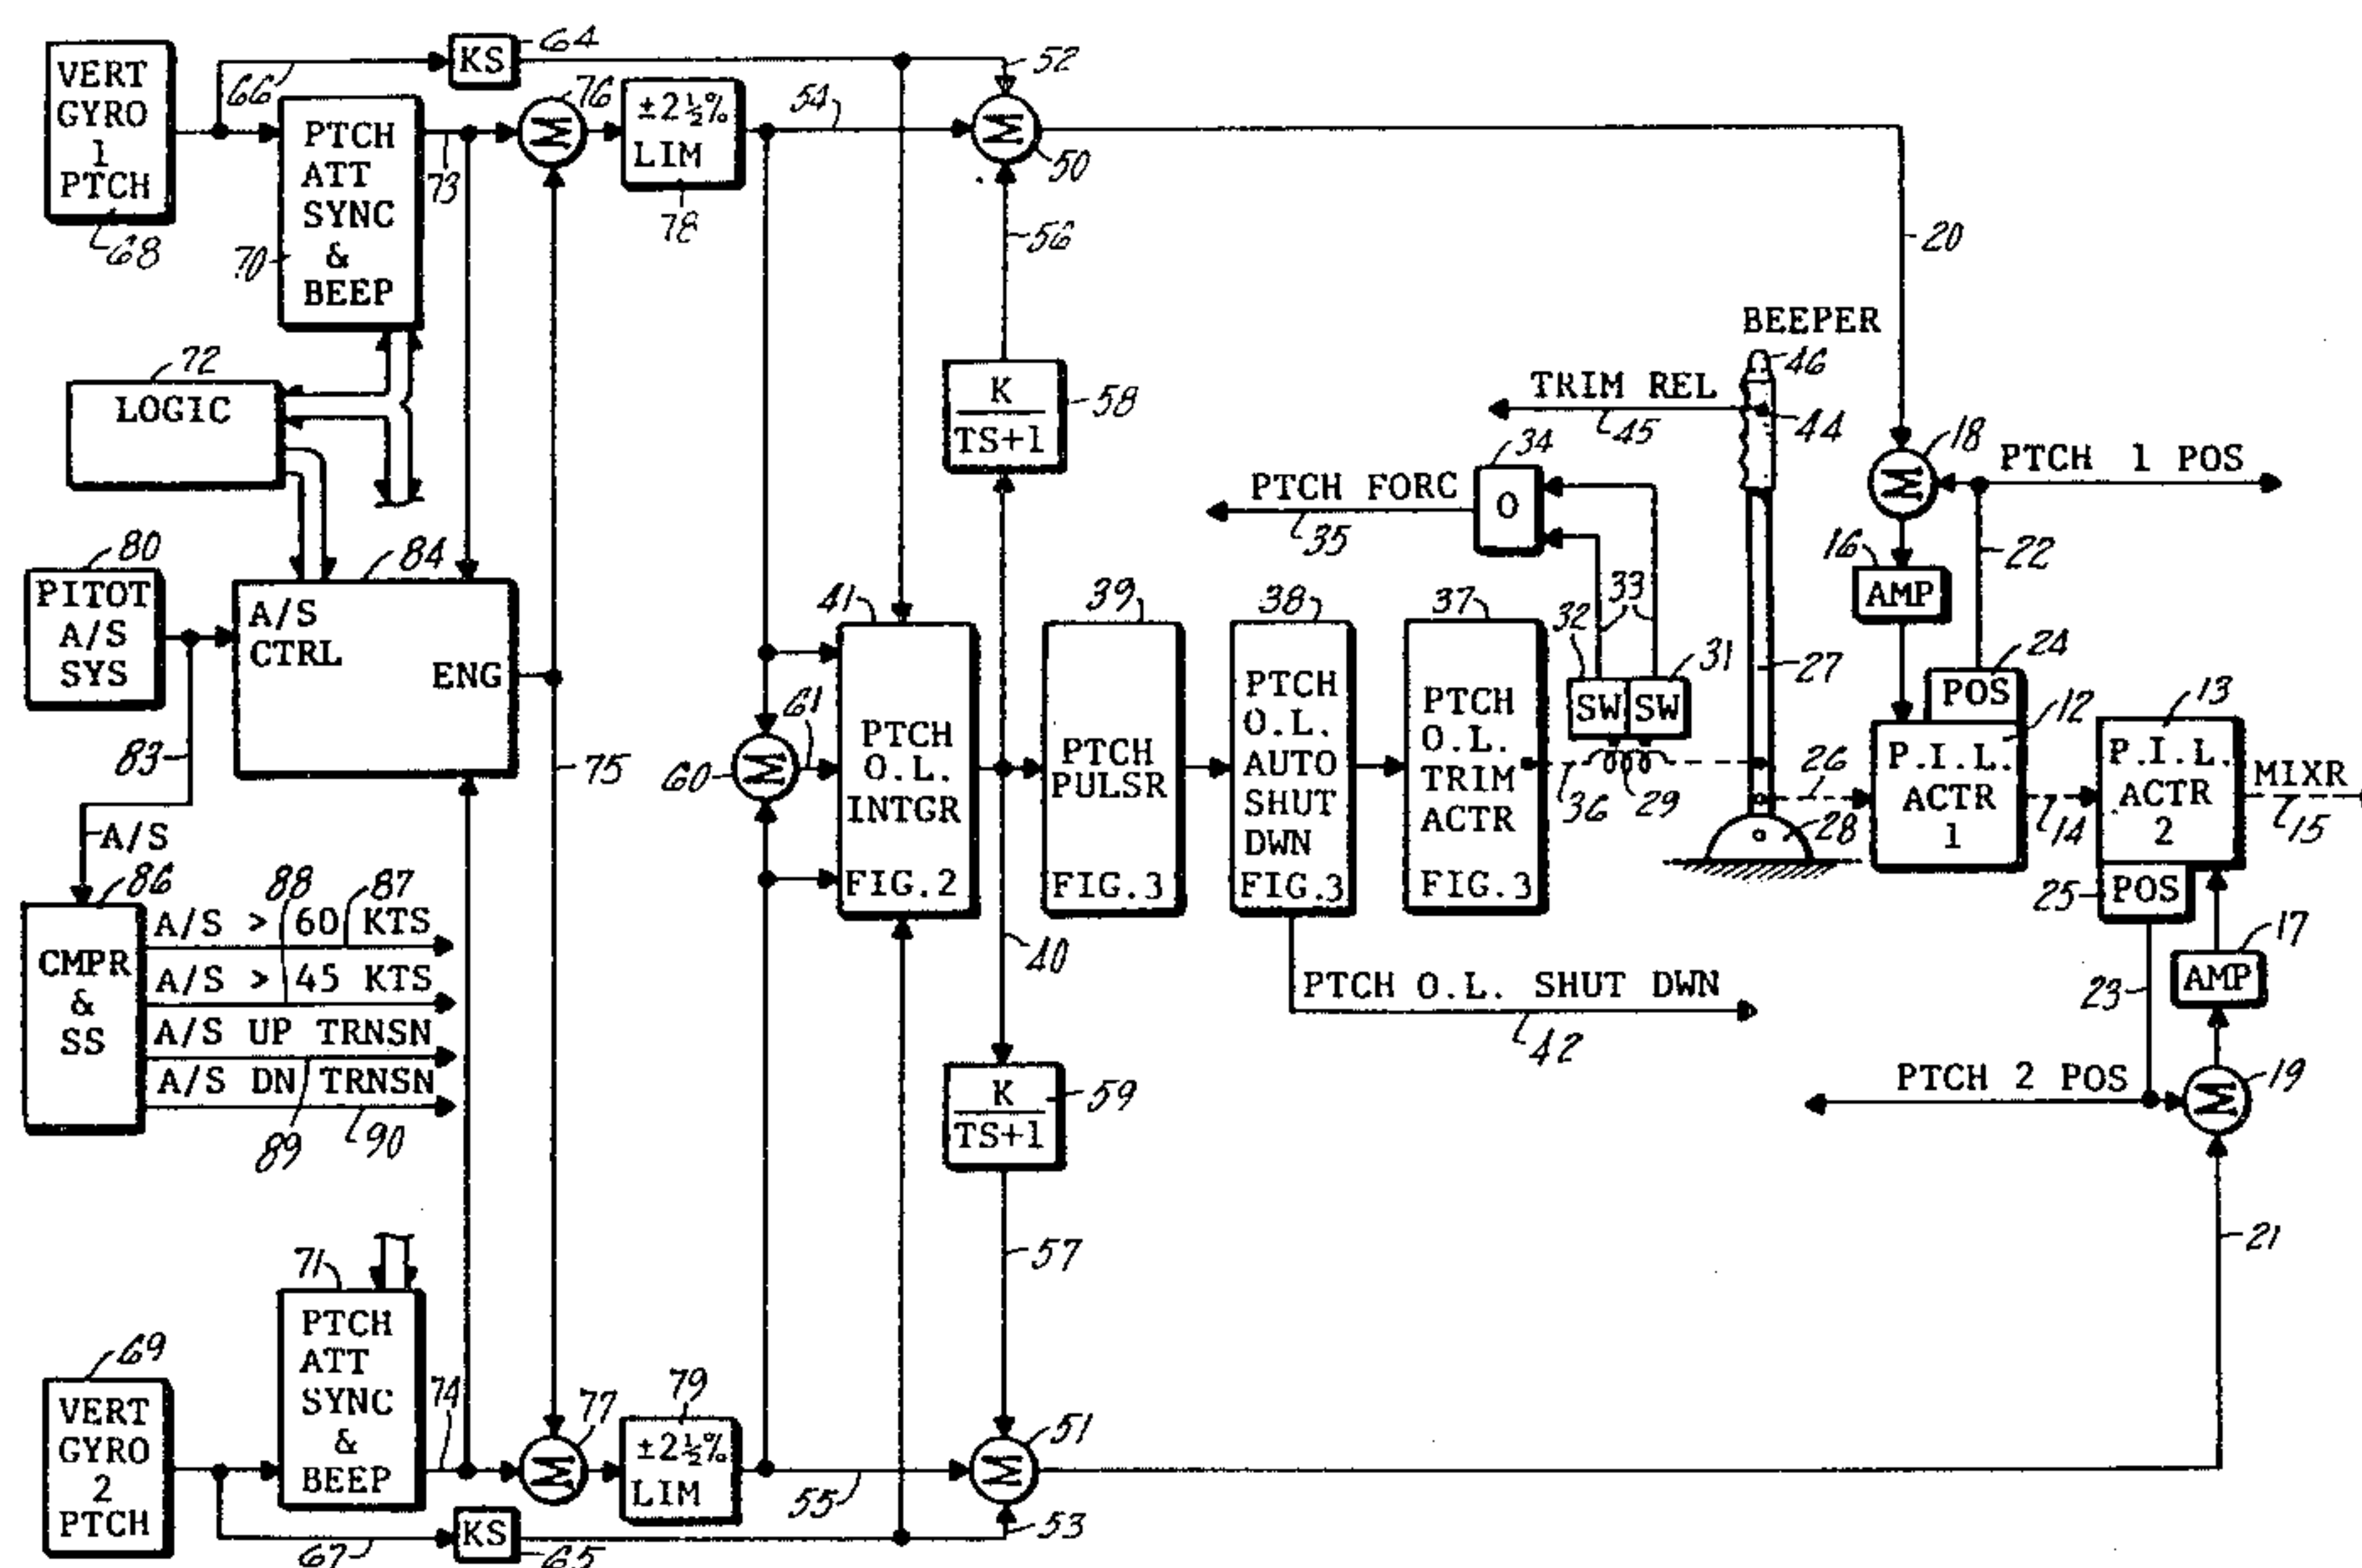 VERT
GYRO
1
PTCH
68
66
KS
64
PTCH
ATT
SYNC
&
BEEP
70
73
76
±2½%
LIM
78
54
52
Σ
50
56
20
72
LOGIC
K
TS+1
58
BEEPER
46
TRIM REL
45
44
34
O
PTCH FORC
35
18
PTCH 1 POS
22
16
AMP
80
PITOT
A/S
SYS
84
A/S
CTRL
ENG
75
83
A/S
60
61
41
PTCH
O.L.
INTGR
FIG.2
39
PTCH
PULSR
FIG.3
38
PTCH
O.L.
AUTO
SHUT
DWN
FIG.3
37
PTCH
O.L.
TRIM
ACTR
FIG.3
32
33
31
SW
SW
36
29
27
26
28
24
POS
12
P.I.L.
ACTR
1
14
13
P.I.L.
ACTR
2
MIXR
15
25
POS
86
CMPR
&
SS
88
87
A/S > 60 KTS
A/S > 45 KTS
A/S UP TRNSN
A/S DN TRNSN
89
90
40
PTCH O.L. SHUT DWN
42
23
17
AMP
PTCH 2 POS
19
K
TS+1
59
57
21
71
PTCH
ATT
SYNC
&
BEEP
69
VERT
GYRO
2
PTCH
74
77
79
±2½%
LIM
55
51
53
67
KS
65